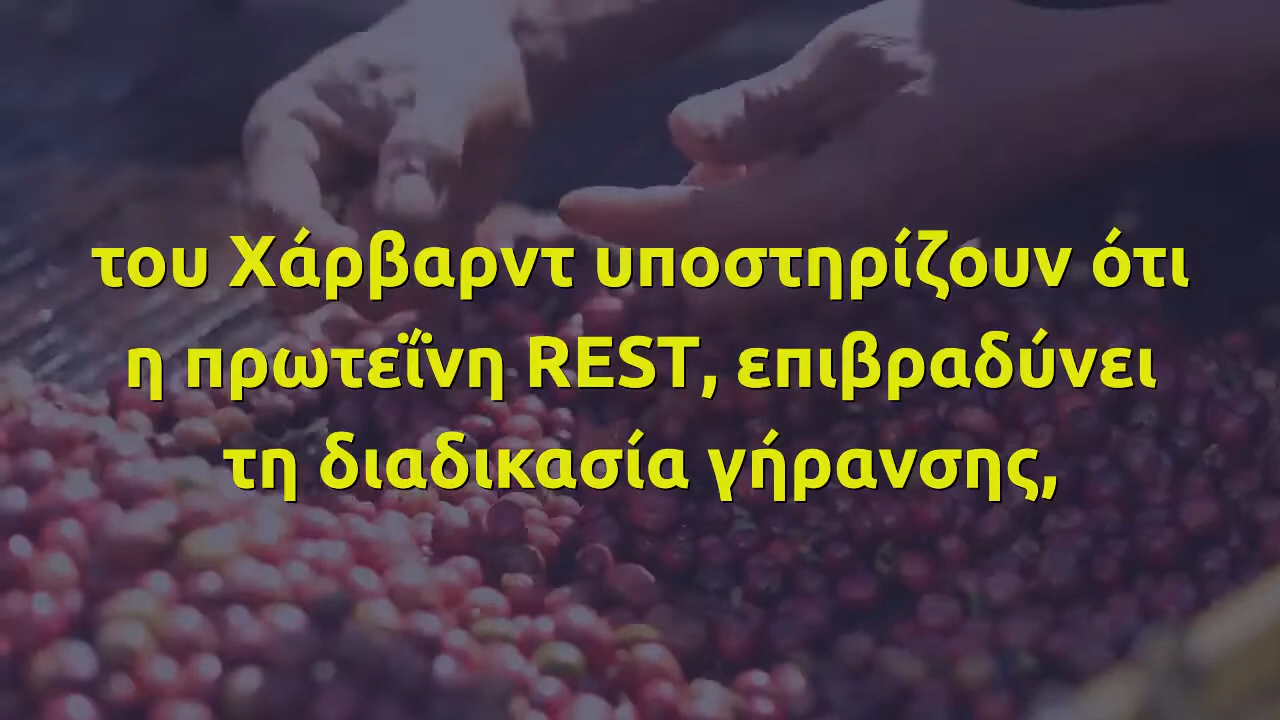 του Χάρβαρντ υποστηρίζουν ότι
η πρωτεΐνη REST, επιβραδύνει
τη διαδικασία γήρανσης,